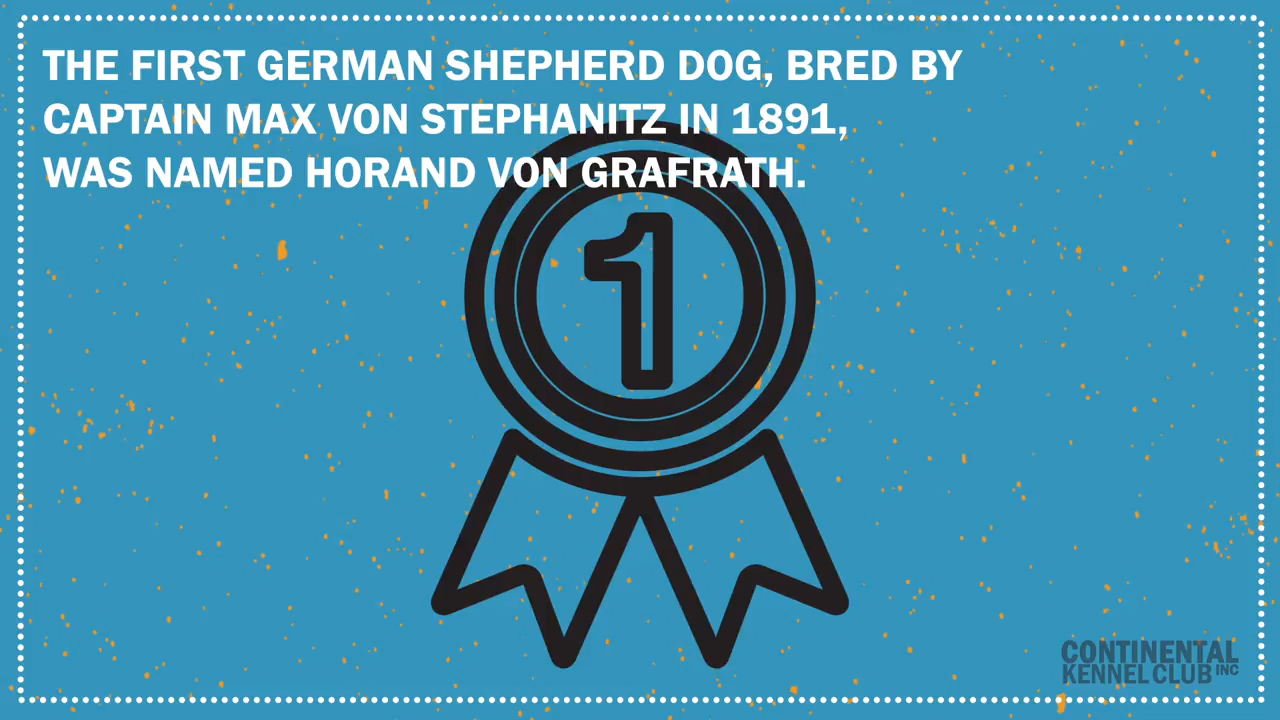 THE FIRST GERMAN SHEPHERD DOG, BRED BY
CAPTAIN MAX VON STEPHANITZ IN 1891,
WAS NAMED HORAND VON GRAFRATH.
1
CONTINENTAL
KENNEL CLUB INC